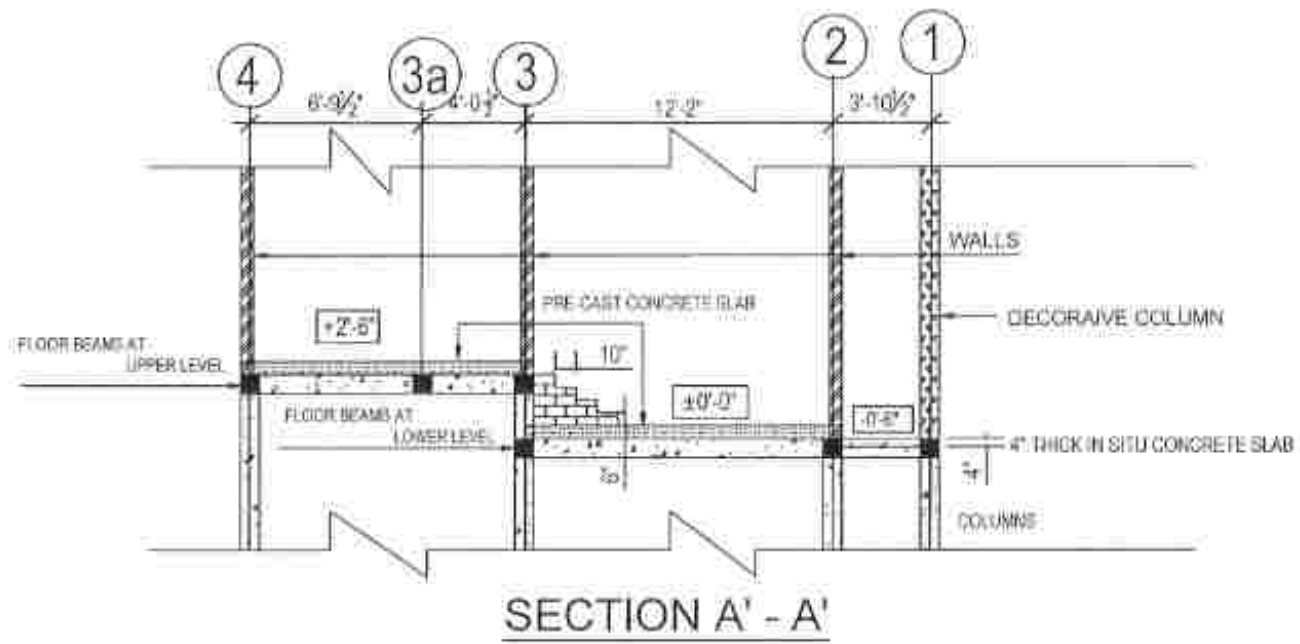 4
3a
3
2
1
6'-9½"
4'-0½"
12'-2"
3'-10½"
WALLS
PRE-CAST CONCRETE SLAB
DECORAIVE COLUMN
+2'-6"
FLOOR BEAMS AT
UPPER LEVEL
10"
±0'-0"
-0'-6"
FLOOR BEAMS AT
LOWER LEVEL
4" THICK IN SITU CONCRETE SLAB
4"
COLUMNS
SECTION A' - A'